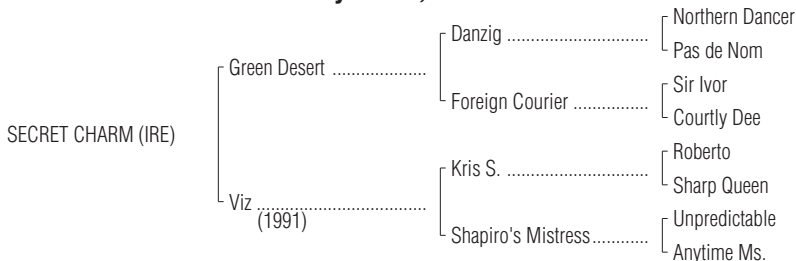 Northern Dancer
Danzig ..............................
Pas de Nom
Green Desert ....................
Sir Ivor
Foreign Courier ................
Courtly Dee
SECRET CHARM (IRE)
Roberto
Kris S. ..............................
Sharp Queen
Viz ....................................
(1991)
Unpredictable
Shapiro's Mistress............
Anytime Ms.